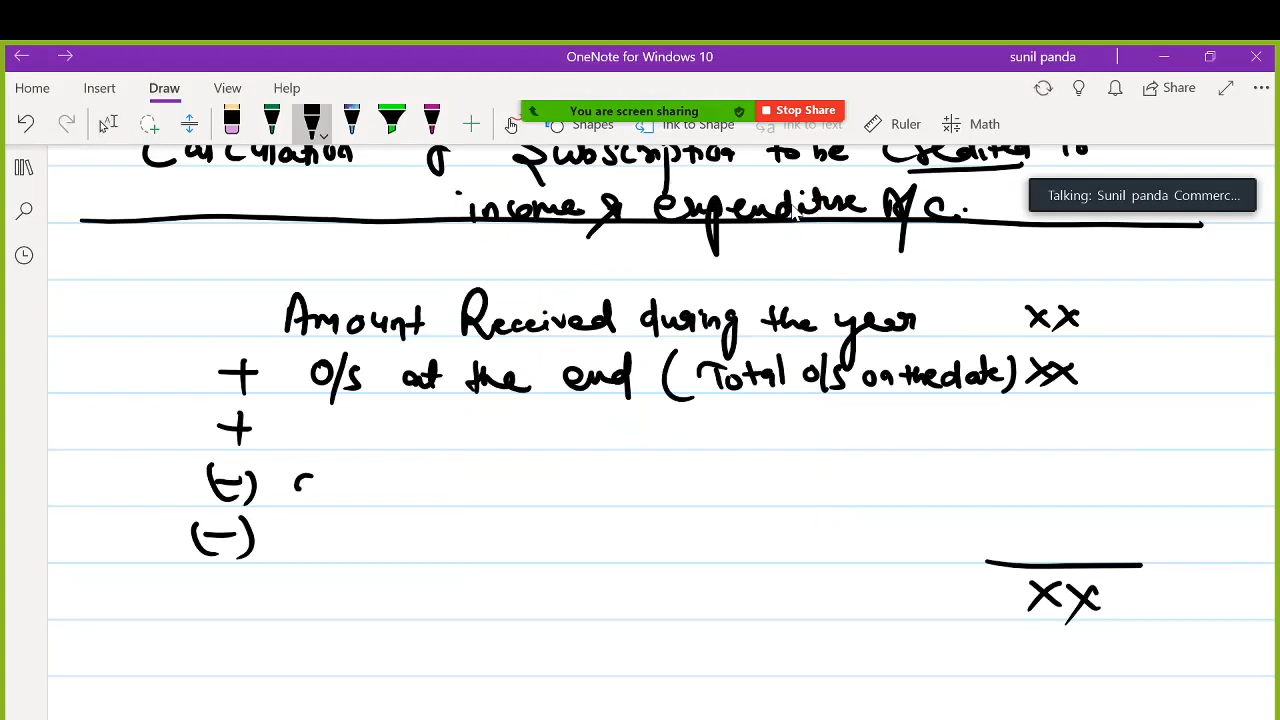 OneNote for Windows 10
sunil panda
Home Insert Draw View Help
Share
You are screen sharing
Stop Share
Shapes Ink to Shape Ink to Text Ruler Math
Talking: Sunil panda Commerc...
Calculation of Subscription to be Credited to
income & expenditure A/c.
Amount Received during the year XX
+ O/s at the end (Total O/s on the date) XX
+
(-)
(-)
XX